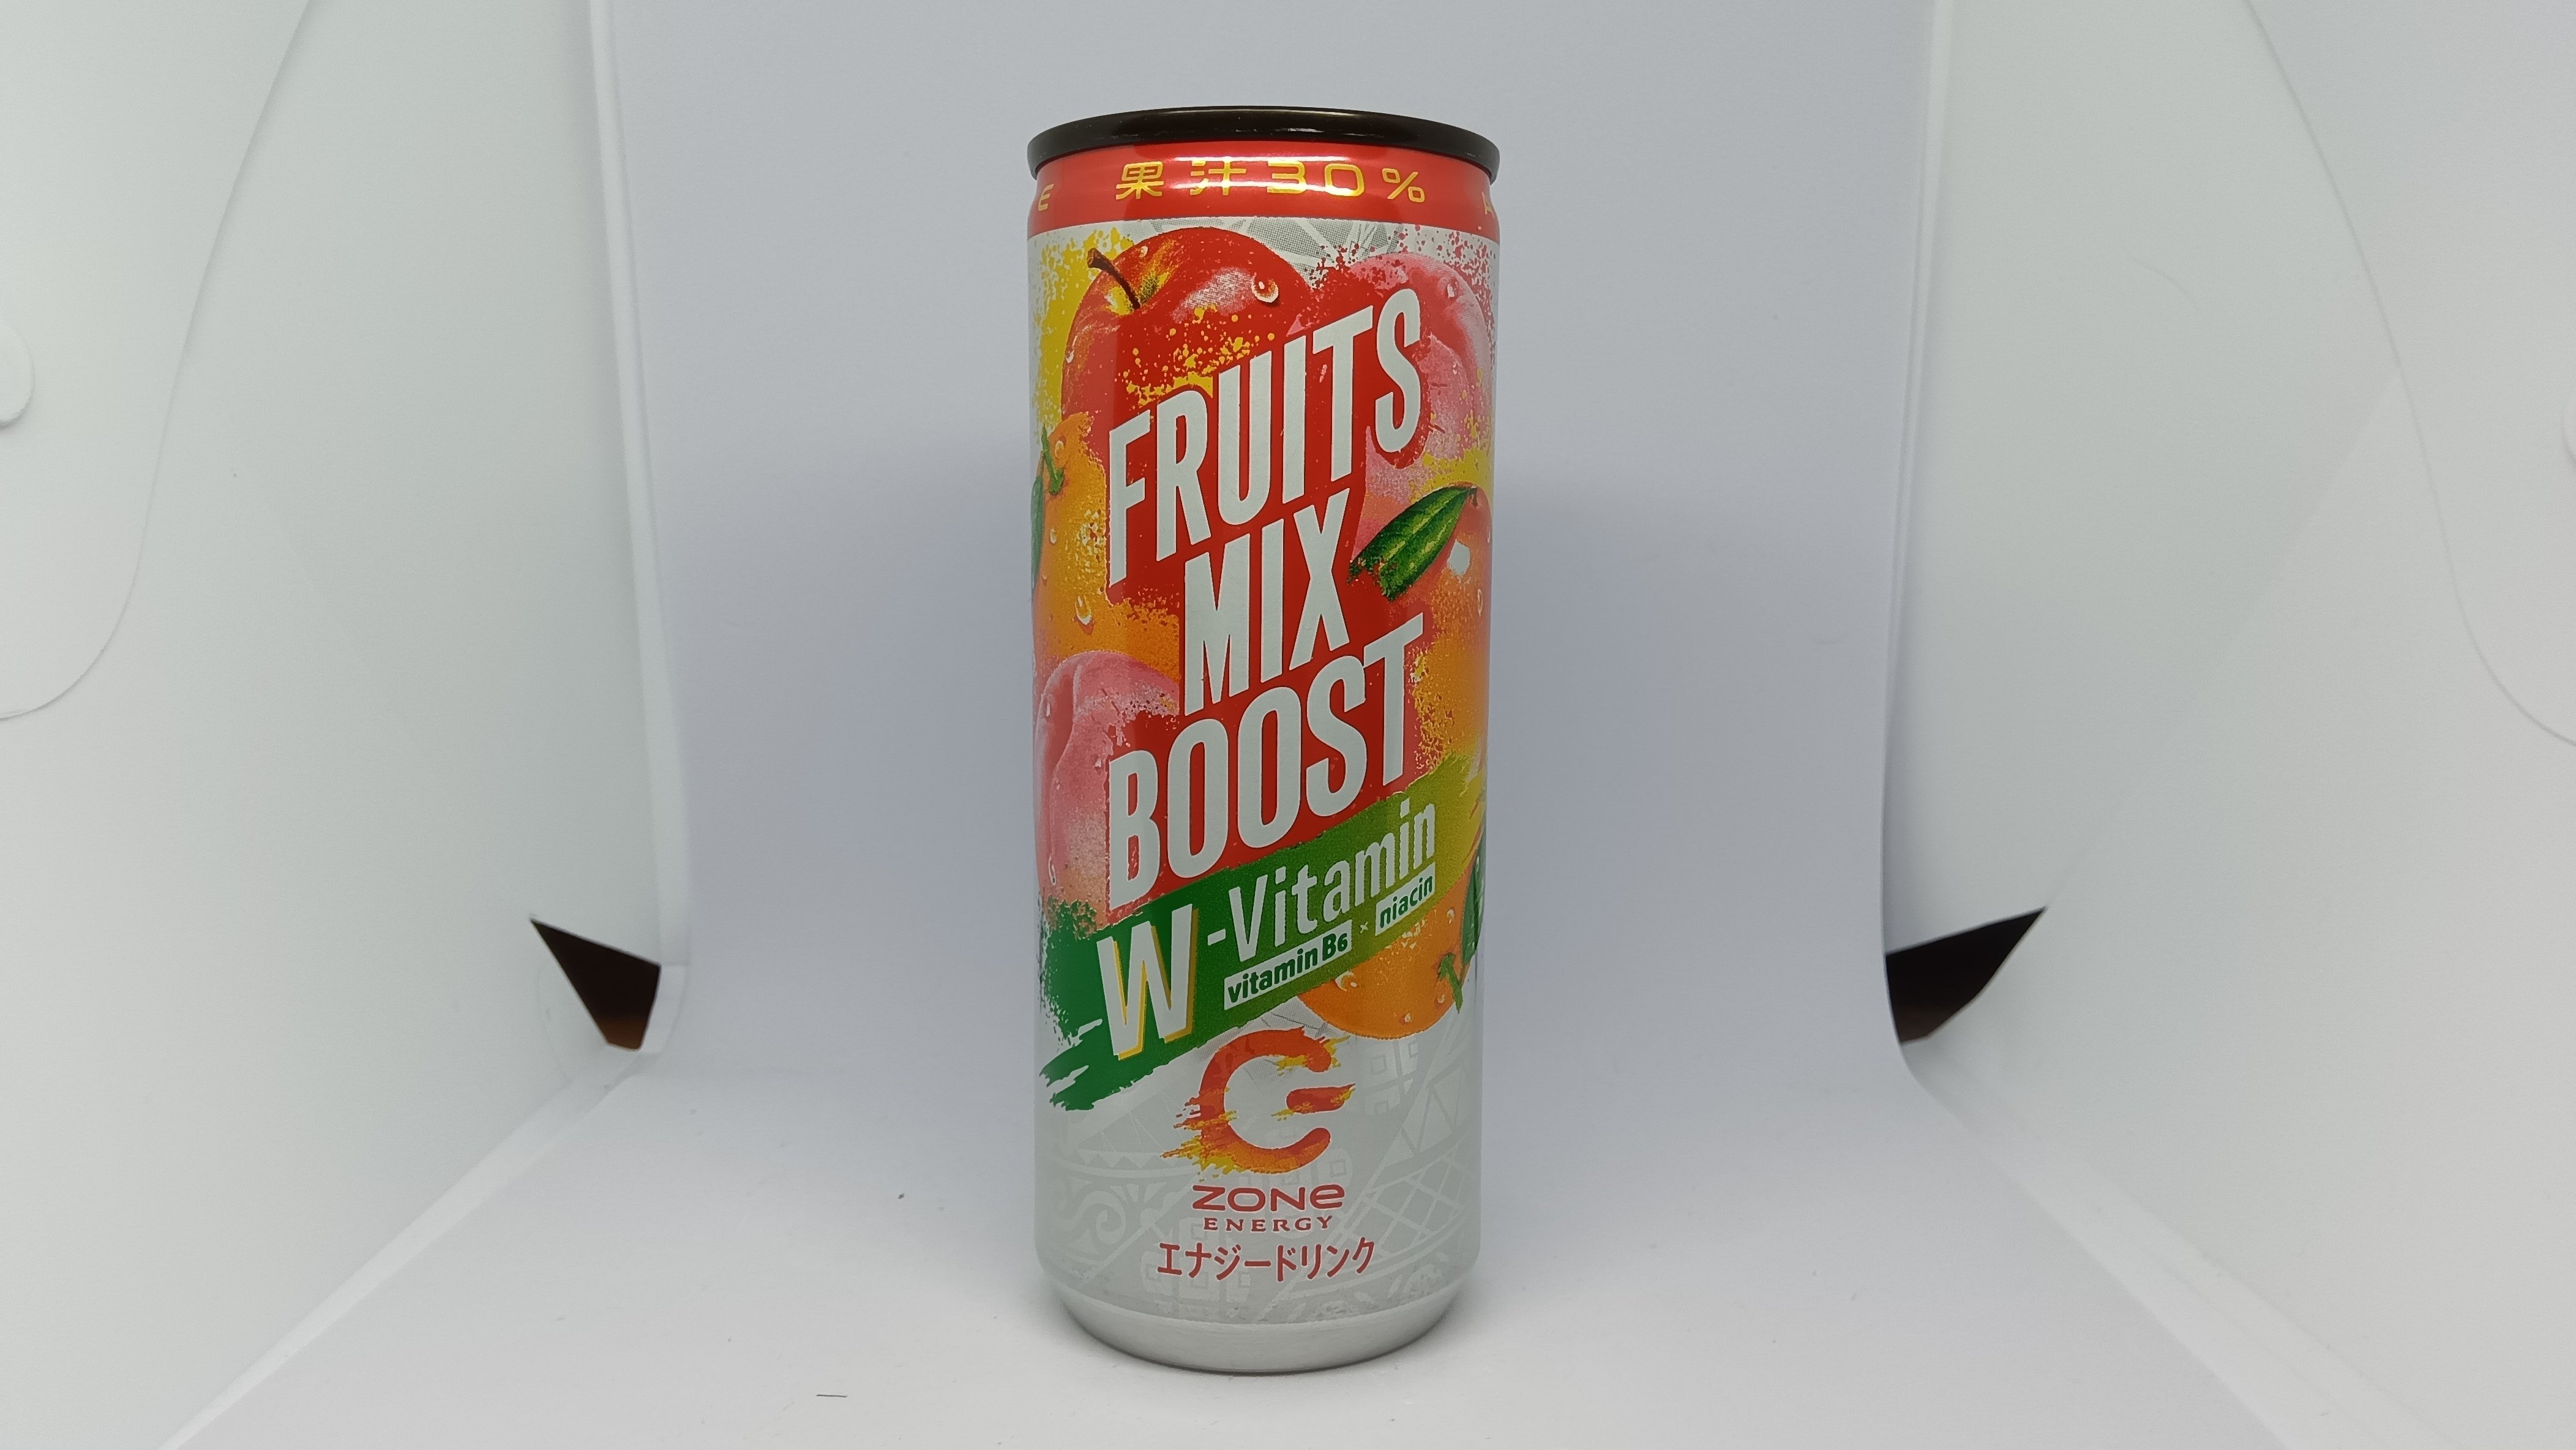 果汁30%
FRUITS
MIX
BOOST
W-Vitamin
vitamin B6 × niacin
ZONe
ENERGY
エナジードリンク